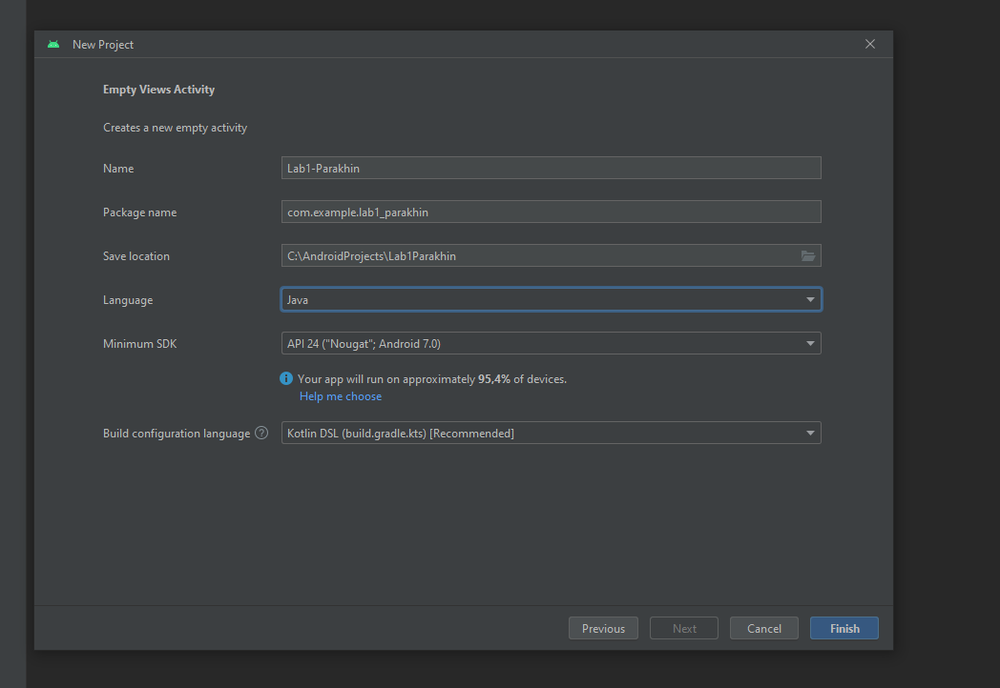 New Project
Empty Views Activity
Creates a new empty activity
Name Lab1-Parakhin
Package name com.example.lab1_parakhin
Save location C:\AndroidProjects\Lab1Parakhin
Language Java
Minimum SDK API 24 ("Nougat"; Android 7.0)
Your app will run on approximately 95,4% of devices.
Help me choose
Build configuration language ? Kotlin DSL (build.gradle.kts) [Recommended]
Previous Next Cancel Finish